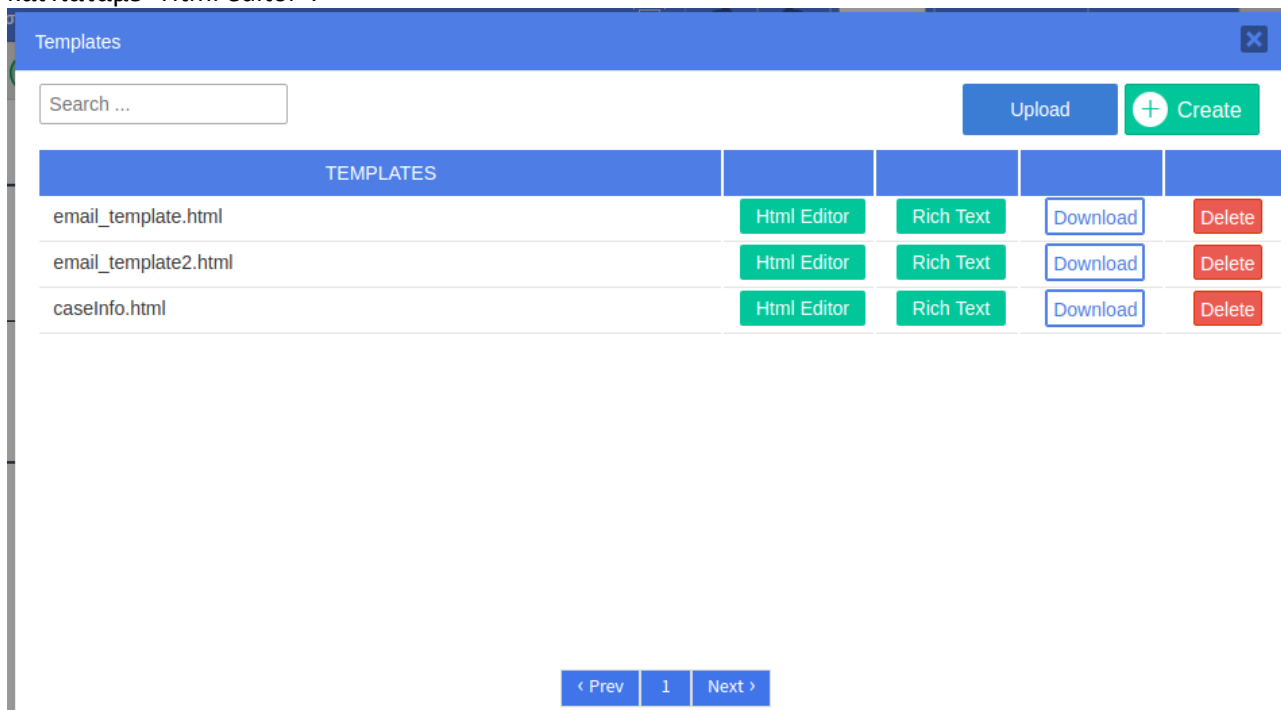 Templates
Search ...
Upload
Create
TEMPLATES
email_template.html Html Editor Rich Text Download Delete
email_template2.html Html Editor Rich Text Download Delete
caseInfo.html Html Editor Rich Text Download Delete
‹ Prev 1 Next ›